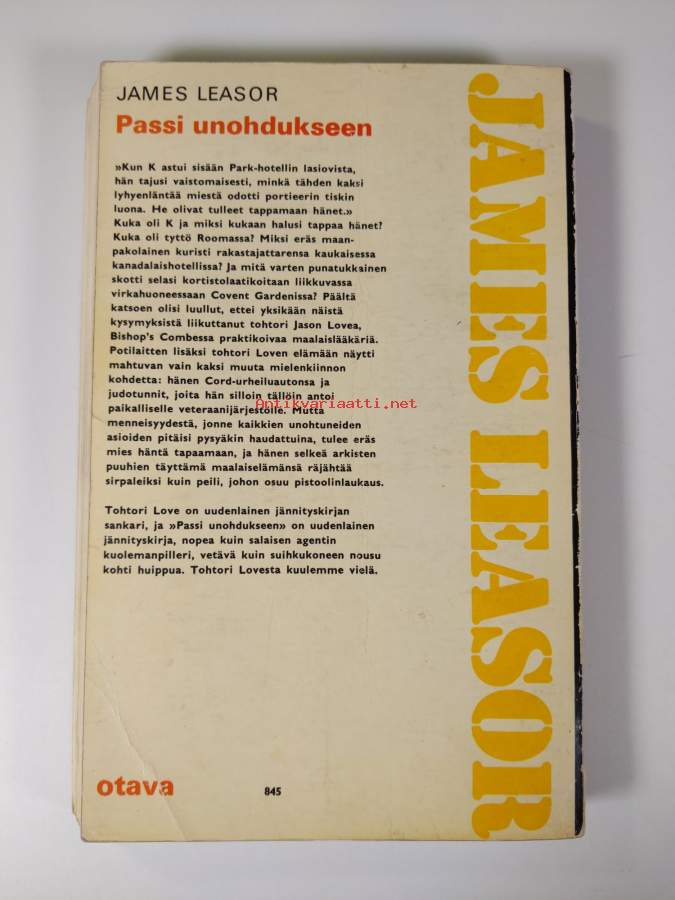 JAMES LEASOR
Passi unohdukseen
»Kun K astui sisään Park-hotellin lasiovista,
hän tajusi vaistomaisesti, minkä tähden kaksi
lyhyenläntää miestä odotti portieerin tiskin
luona. He olivat tulleet tappamaan hänet.»
Kuka oli K ja miksi kukaan halusi tappaa hänet?
Kuka oli tyttö Roomassa? Miksi eräs maan-
pakolainen kuristi rakastajattarensa kaukaisessa
kanadalaishotellissa? Ja mitä varten punatukkainen
skotti selasi kortistolaatikoitaan liikkuvassa
virkahuoneessaan Covent Gardenissa? Päältä
katsoen olisi luullut, ettei yksikään näistä
kysymyksistä liikuttanut tohtori Jason Lovea,
Bishop's Combessa praktikoivaa maalaislääkäriä.
Potilaitten lisäksi tohtori Loven elämään näytti
mahtuvan vain kaksi muuta mielenkiinnon
kohdetta: hänen Cord-urheiluautonsa ja
judotunnit, joita hän silloin tällöin antoi
paikalliselle veteraanijärjestölle. Mutta
menneisyydestä, jonne kaikkien unohtuneiden
asioiden pitäisi pysyäkin haudattuina, tulee eräs
mies häntä tapaamaan, ja hänen selkeä arkisten
puuhien täyttämä maalaiselämänsä räjähtää
sirpaleiksi kuin peili, johon osuu pistoolinlaukaus.
Tohtori Love on uudenlainen jännityskirjan
sankari, ja »Passi unohdukseen» on uudenlainen
jännityskirja, nopea kuin salaisen agentin
kuolemanpilleri, vetävä kuin suihkukoneen nousu
kohti huippua. Tohtori Lovesta kuulemme vielä.
otava
845
JAMES LEASOR
Antikvariaatti.net